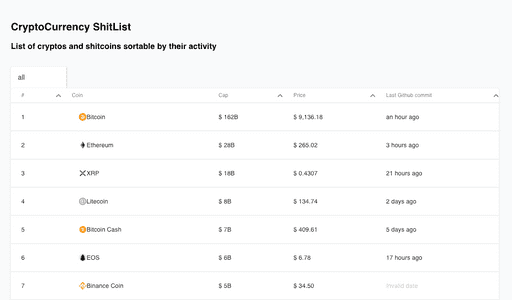 CryptoCurrency ShitList
List of cryptos and shitcoins sortable by their activity
all
# Coin Cap Price Last Github commit
1 Bitcoin $ 162B $ 9,136.18 an hour ago
2 Ethereum $ 28B $ 265.02 3 hours ago
3 XRP $ 18B $ 0.4307 21 hours ago
4 Litecoin $ 8B $ 134.74 2 days ago
5 Bitcoin Cash $ 7B $ 409.61 5 days ago
6 EOS $ 6B $ 6.78 17 hours ago
7 Binance Coin $ 5B $ 34.50 Invalid date